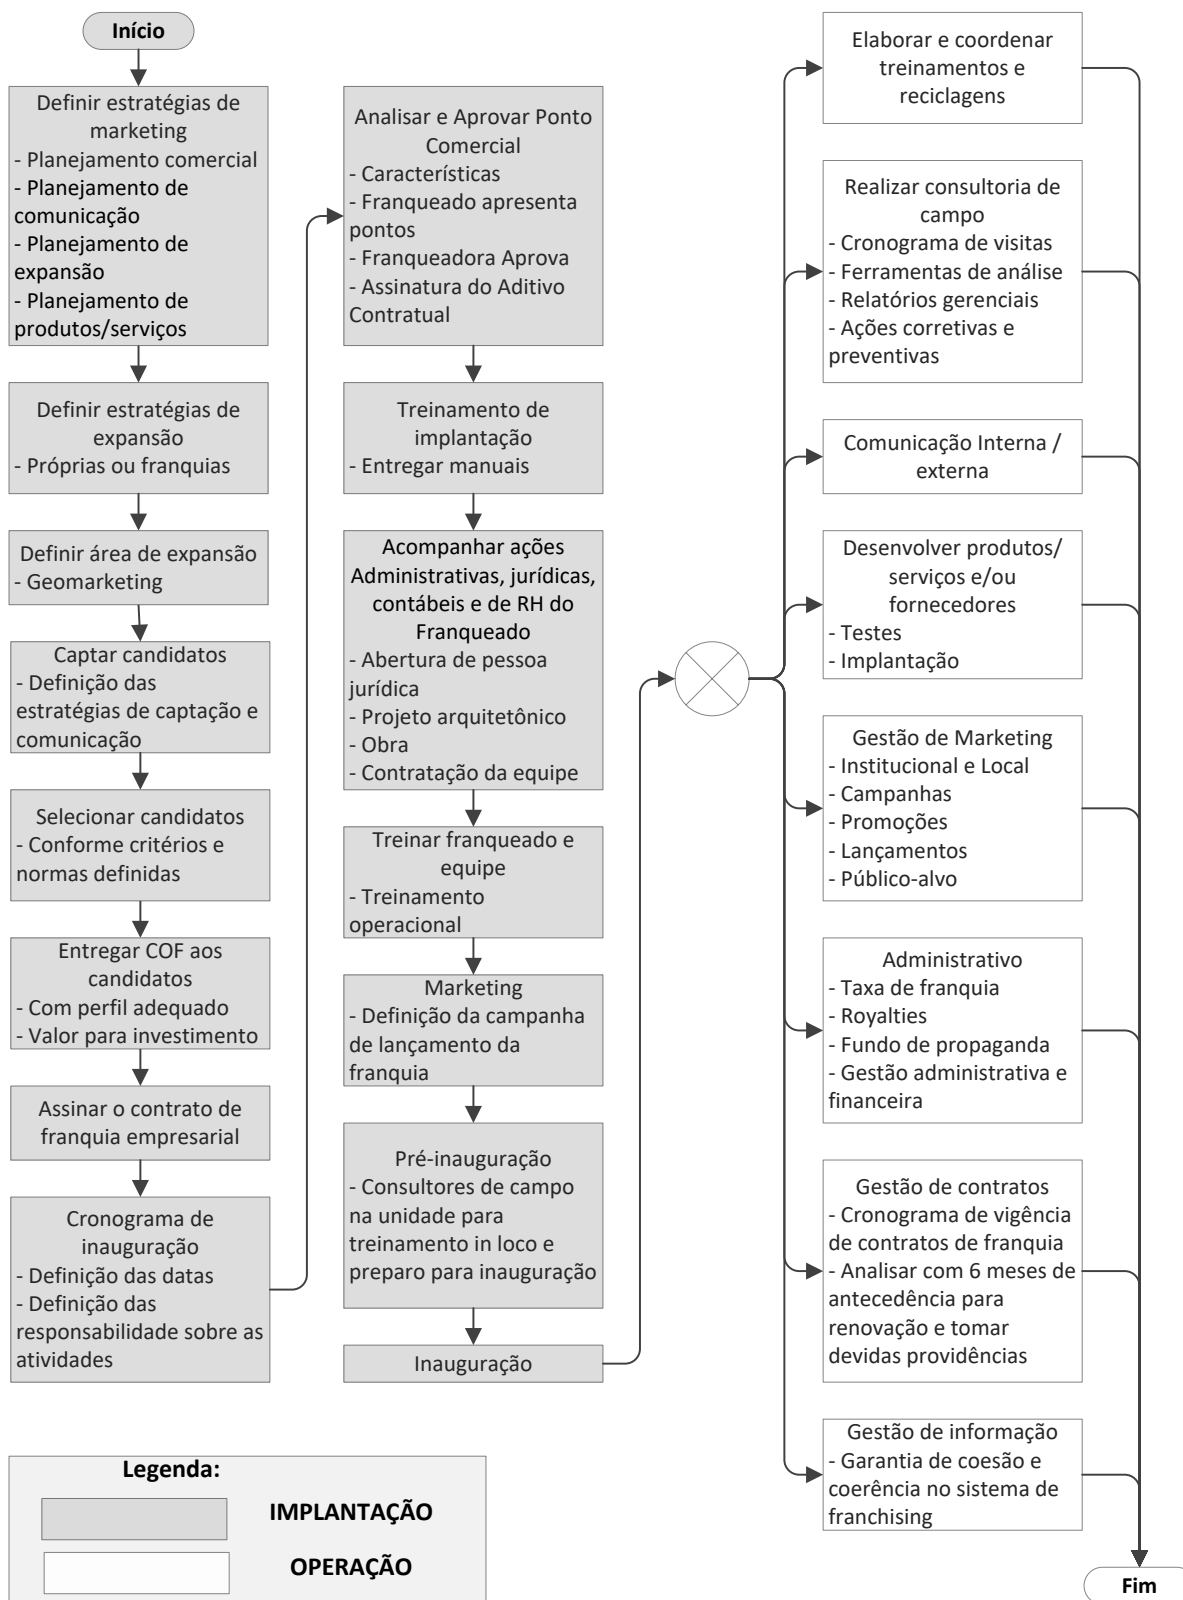 Início
Definir estratégias de
marketing
- Planejamento comercial
- Planejamento de
comunicação
- Planejamento de
expansão
- Planejamento de
produtos/serviços
Definir estratégias de
expansão
- Próprias ou franquias
Definir área de expansão
- Geomarketing
Captar candidatos
- Definição das
estratégias de captação e
comunicação
Selecionar candidatos
- Conforme critérios e
normas definidas
Entregar COF aos
candidatos
- Com perfil adequado
- Valor para investimento
Assinar o contrato de
franquia empresarial
Cronograma de
inauguração
- Definição das datas
- Definição das
responsabilidade sobre as
atividades
Analisar e Aprovar Ponto
Comercial
- Características
- Franqueado apresenta
pontos
- Franqueadora Aprova
- Assinatura do Aditivo
Contratual
Treinamento de
implantação
- Entregar manuais
Acompanhar ações
Administrativas, jurídicas,
contábeis e de RH do
Franqueado
- Abertura de pessoa
jurídica
- Projeto arquitetônico
- Obra
- Contratação da equipe
Treinar franqueado e
equipe
- Treinamento
operacional
Marketing
- Definição da campanha
de lançamento da
franquia
Pré-inauguração
- Consultores de campo
na unidade para
treinamento in loco e
preparo para inauguração
Inauguração
Elaborar e coordenar
treinamentos e
reciclagens
Realizar consultoria de
campo
- Cronograma de visitas
- Ferramentas de análise
- Relatórios gerenciais
- Ações corretivas e
preventivas
Comunicação Interna /
externa
Desenvolver produtos/
serviços e/ou
fornecedores
- Testes
- Implantação
Gestão de Marketing
- Institucional e Local
- Campanhas
- Promoções
- Lançamentos
- Público-alvo
Administrativo
- Taxa de franquia
- Royalties
- Fundo de propaganda
- Gestão administrativa e
financeira
Gestão de contratos
- Cronograma de vigência
de contratos de franquia
- Analisar com 6 meses de
antecedência para
renovação e tomar
devidas providências
Gestão de informação
- Garantia de coesão e
coerência no sistema de
franchising
Fim
Legenda:
IMPLANTAÇÃO
OPERAÇÃO